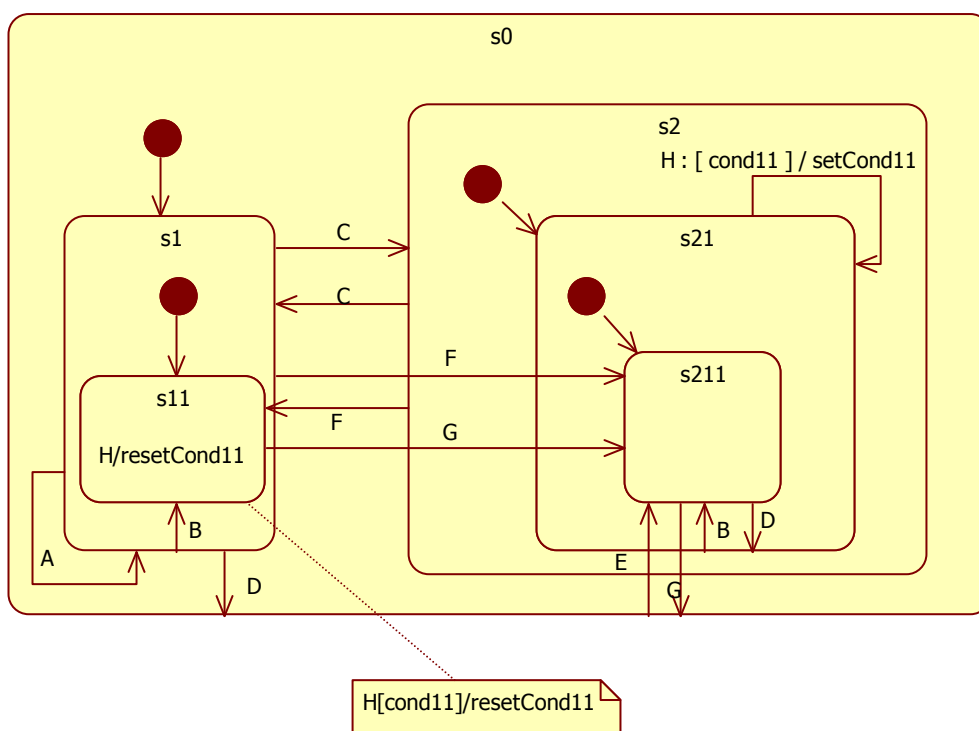 s0
s2
H : [ cond11 ] / setCond11
s1
C
s21
C
F
s211
s11
F
G
H/resetCond11
B
B
D
A
E
D
G
H[cond11]/resetCond11